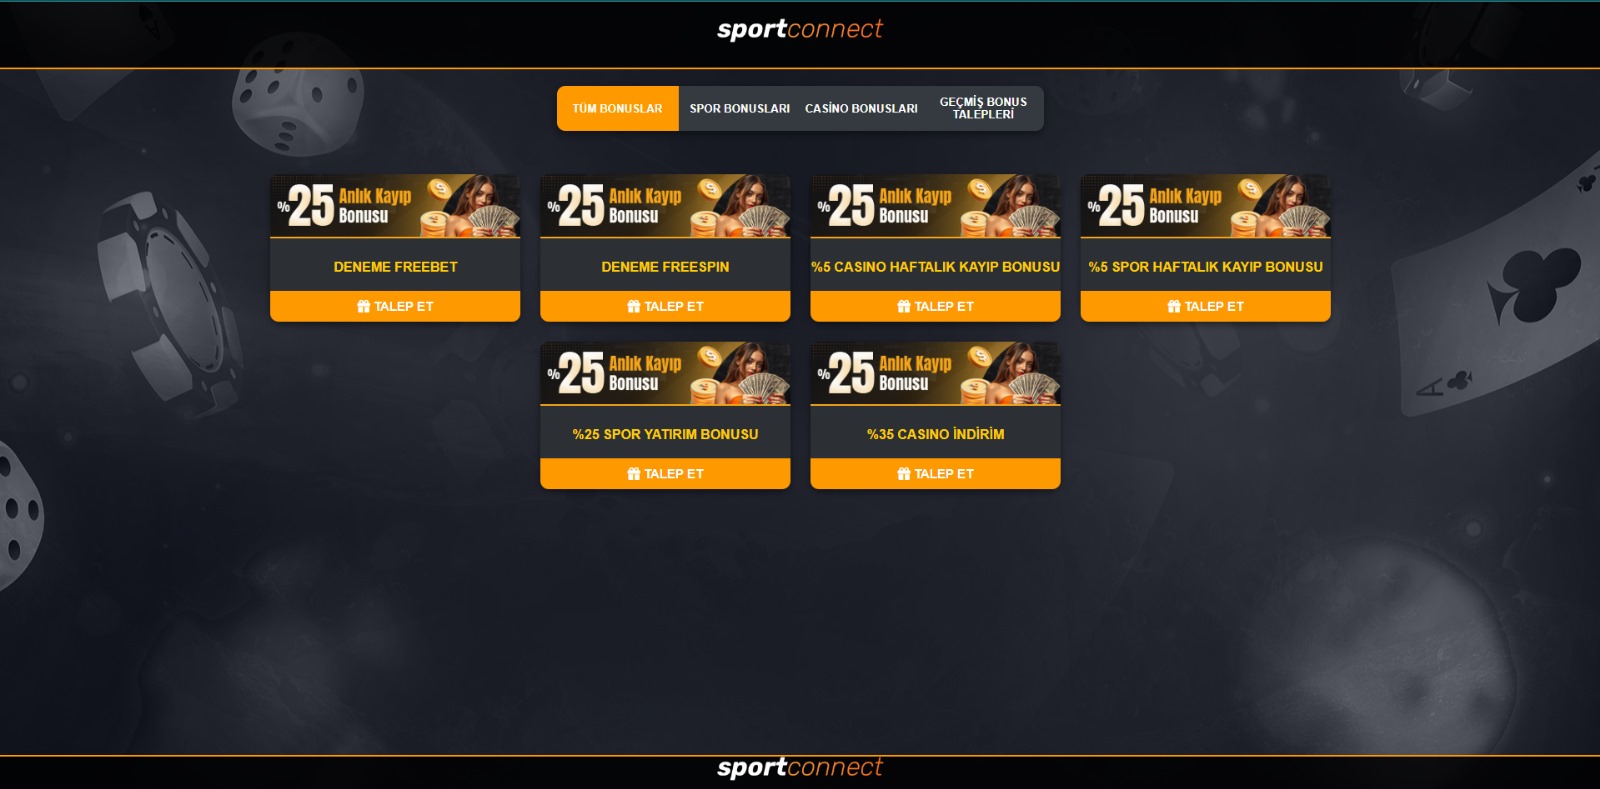 sportconnect
TÜM BONUSLAR
SPOR BONUSLARI
CASİNO BONUSLARI
GEÇMİŞ BONUS
TALEPLERİ
%25 Anlık Kayıp
Bonusu
DENEME FREEBET
TALEP ET
%25 Anlık Kayıp
Bonusu
DENEME FREESPIN
TALEP ET
%25 Anlık Kayıp
Bonusu
%5 CASINO HAFTALIK KAYIP BONUSU
TALEP ET
%25 Anlık Kayıp
Bonusu
%5 SPOR HAFTALIK KAYIP BONUSU
TALEP ET
%25 Anlık Kayıp
Bonusu
%25 SPOR YATIRIM BONUSU
TALEP ET
%25 Anlık Kayıp
Bonusu
%35 CASINO İNDİRİM
TALEP ET
A
sportconnect